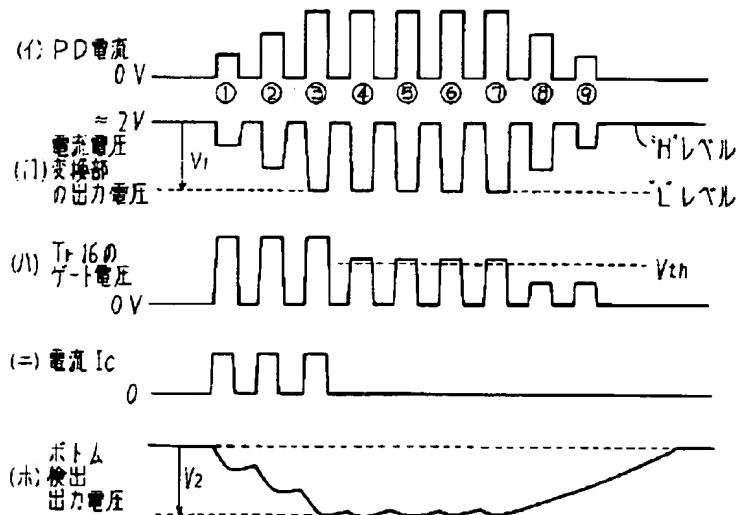 (イ) PD電流
0 V
① ② ③ ④ ⑤ ⑥ ⑦ ⑧ ⑨
≈ 2V
(ロ) 電流電圧
変換部
の出力電圧
V1
"H"レベル
"L"レベル
(ハ) Tr 16の
ゲート電圧
0V
Vth
(ニ) 電流 Ic
0
(ホ) ボトム
検出
出力電圧
V2